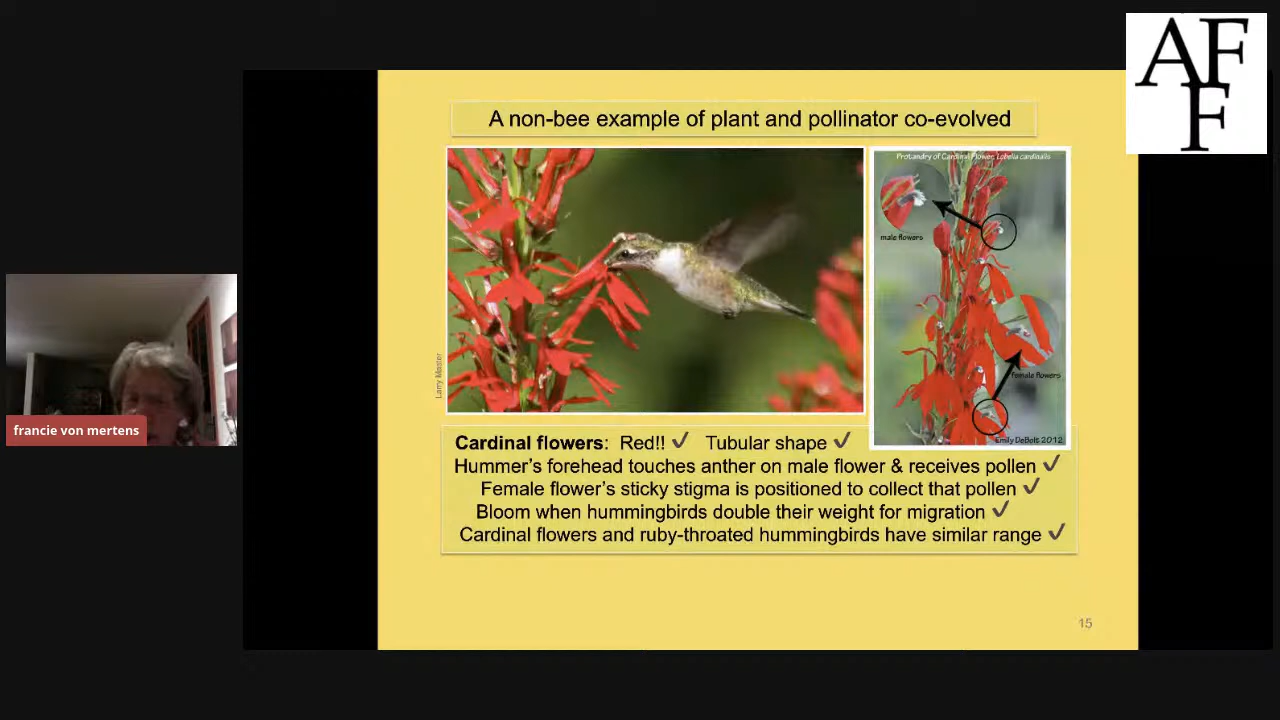 AF
F
A non-bee example of plant and pollinator co-evolved
Protandry of Cardinal Flower, Lobelia cardinalis
male flowers
Female flowers
Emily DeBolt 2012
Larry Master
francie von mertens
Cardinal flowers: Red!! ✓ Tubular shape ✓
Hummer's forehead touches anther on male flower & receives pollen ✓
Female flower's sticky stigma is positioned to collect that pollen ✓
Bloom when hummingbirds double their weight for migration ✓
Cardinal flowers and ruby-throated hummingbirds have similar range ✓
15